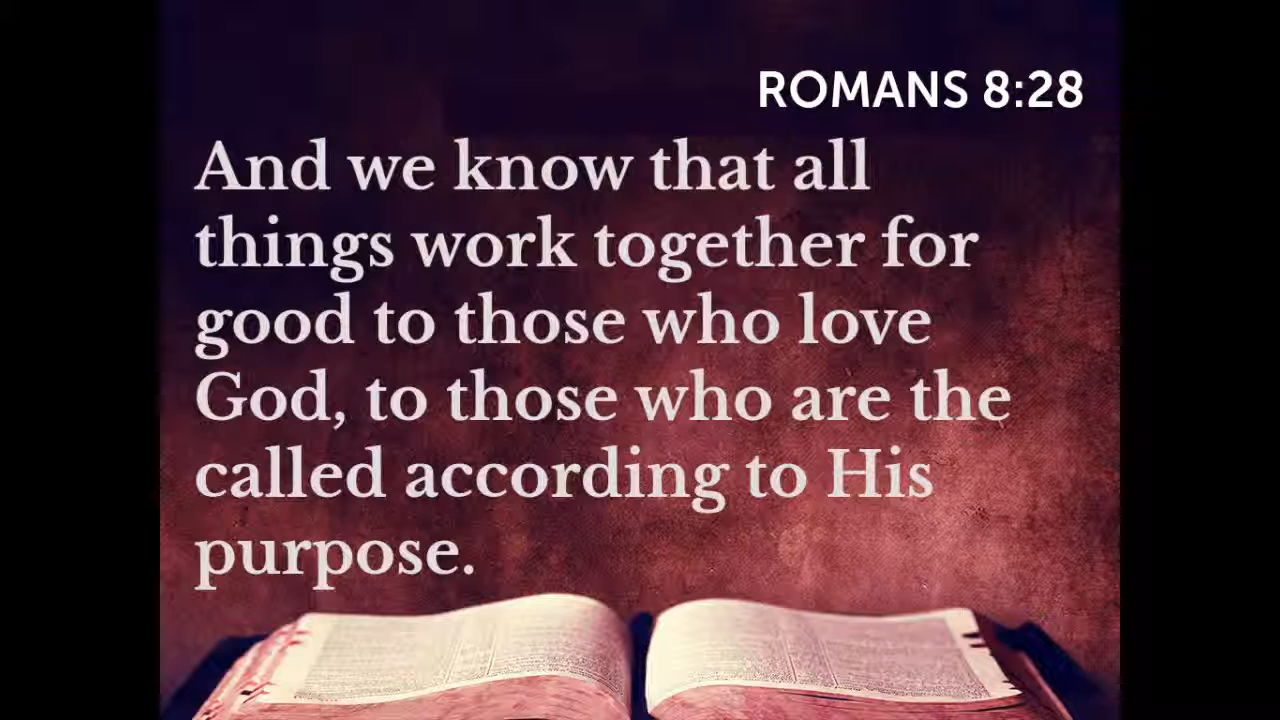 ROMANS 8:28
And we know that all
things work together for
good to those who love
God, to those who are the
called according to His
purpose.